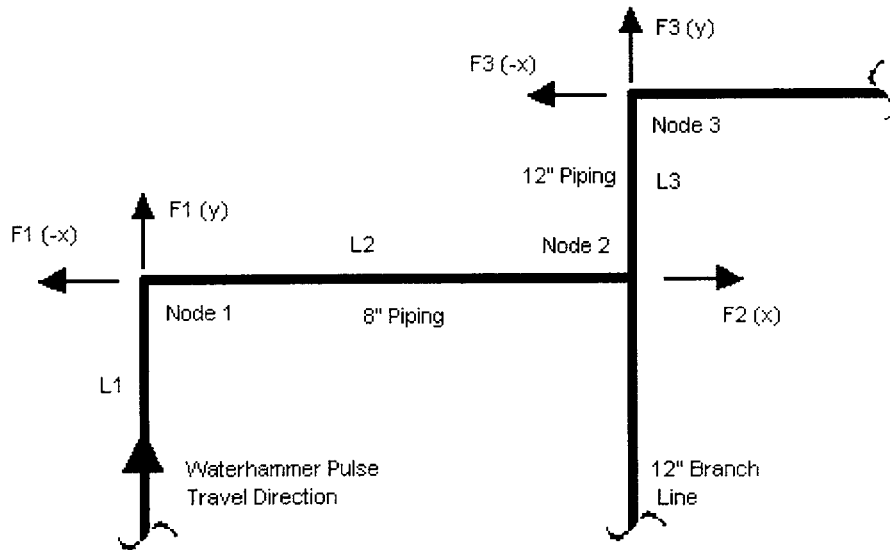 F3 (y)
F3 (-x)
Node 3
12" Piping
L3
F1 (y)
F1 (-x)
L2
Node 2
Node 1
8" Piping
F2 (x)
L1
Waterhammer Pulse
Travel Direction
12" Branch
Line